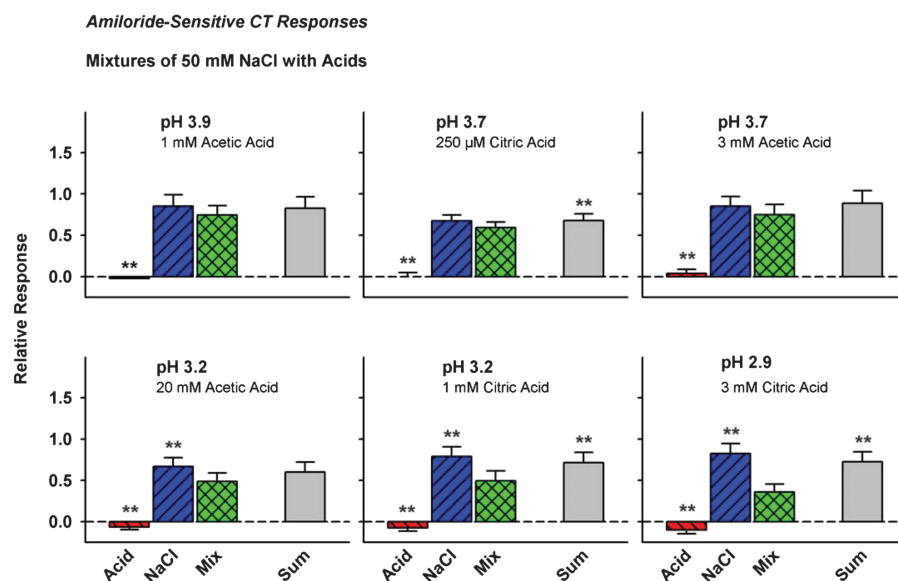 Amiloride-Sensitive CT Responses
Mixtures of 50 mM NaCl with Acids
Relative Response
pH 3.9
1 mM Acetic Acid
1.5
1.0
0.5
0.0
**
pH 3.7
250 µM Citric Acid
**
**
pH 3.7
3 mM Acetic Acid
**
pH 3.2
20 mM Acetic Acid
1.0
0.5
0.0
**
**
Acid
NaCl
Mix
Sum
pH 3.2
1 mM Citric Acid
**
**
**
Acid
NaCl
Mix
Sum
pH 2.9
3 mM Citric Acid
**
**
**
Acid
NaCl
Mix
Sum